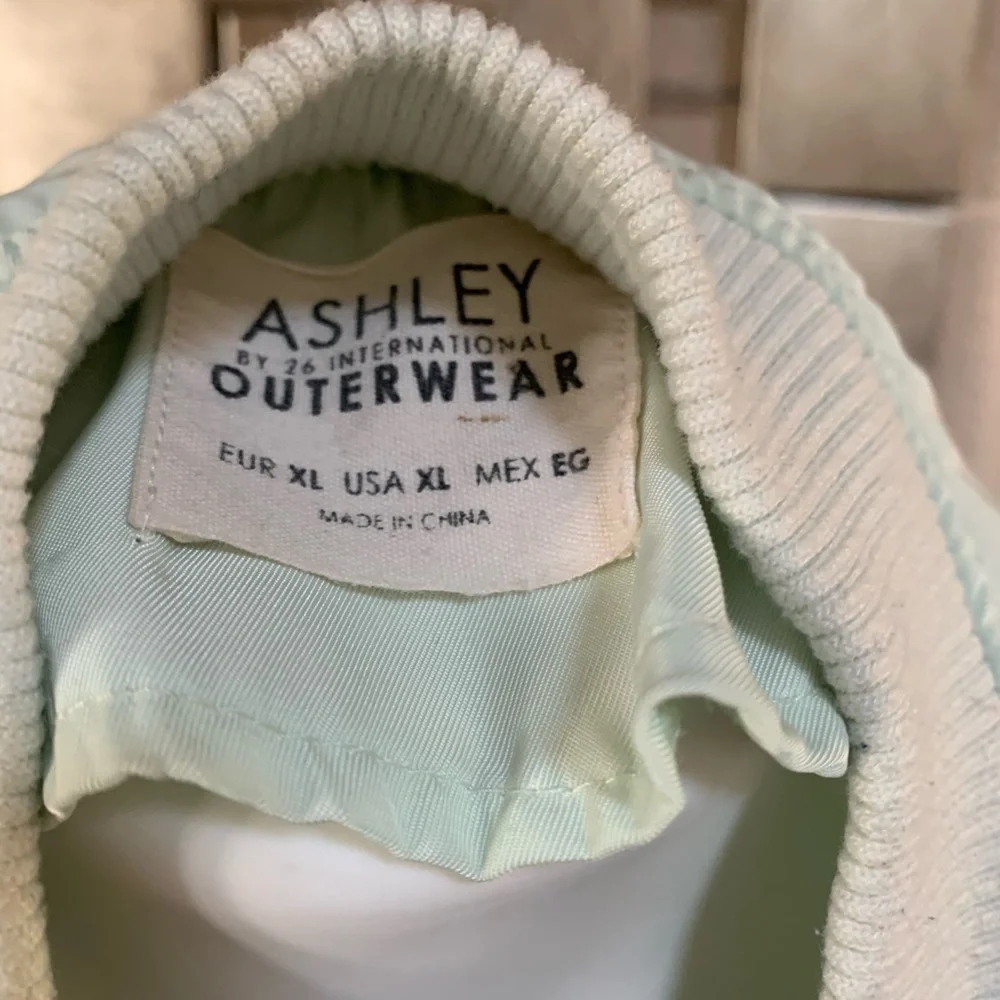 ASHLEY
BY 26 INTERNATIONAL
OUTERWEAR
EUR XL USA XL MEX EG
MADE IN CHINA